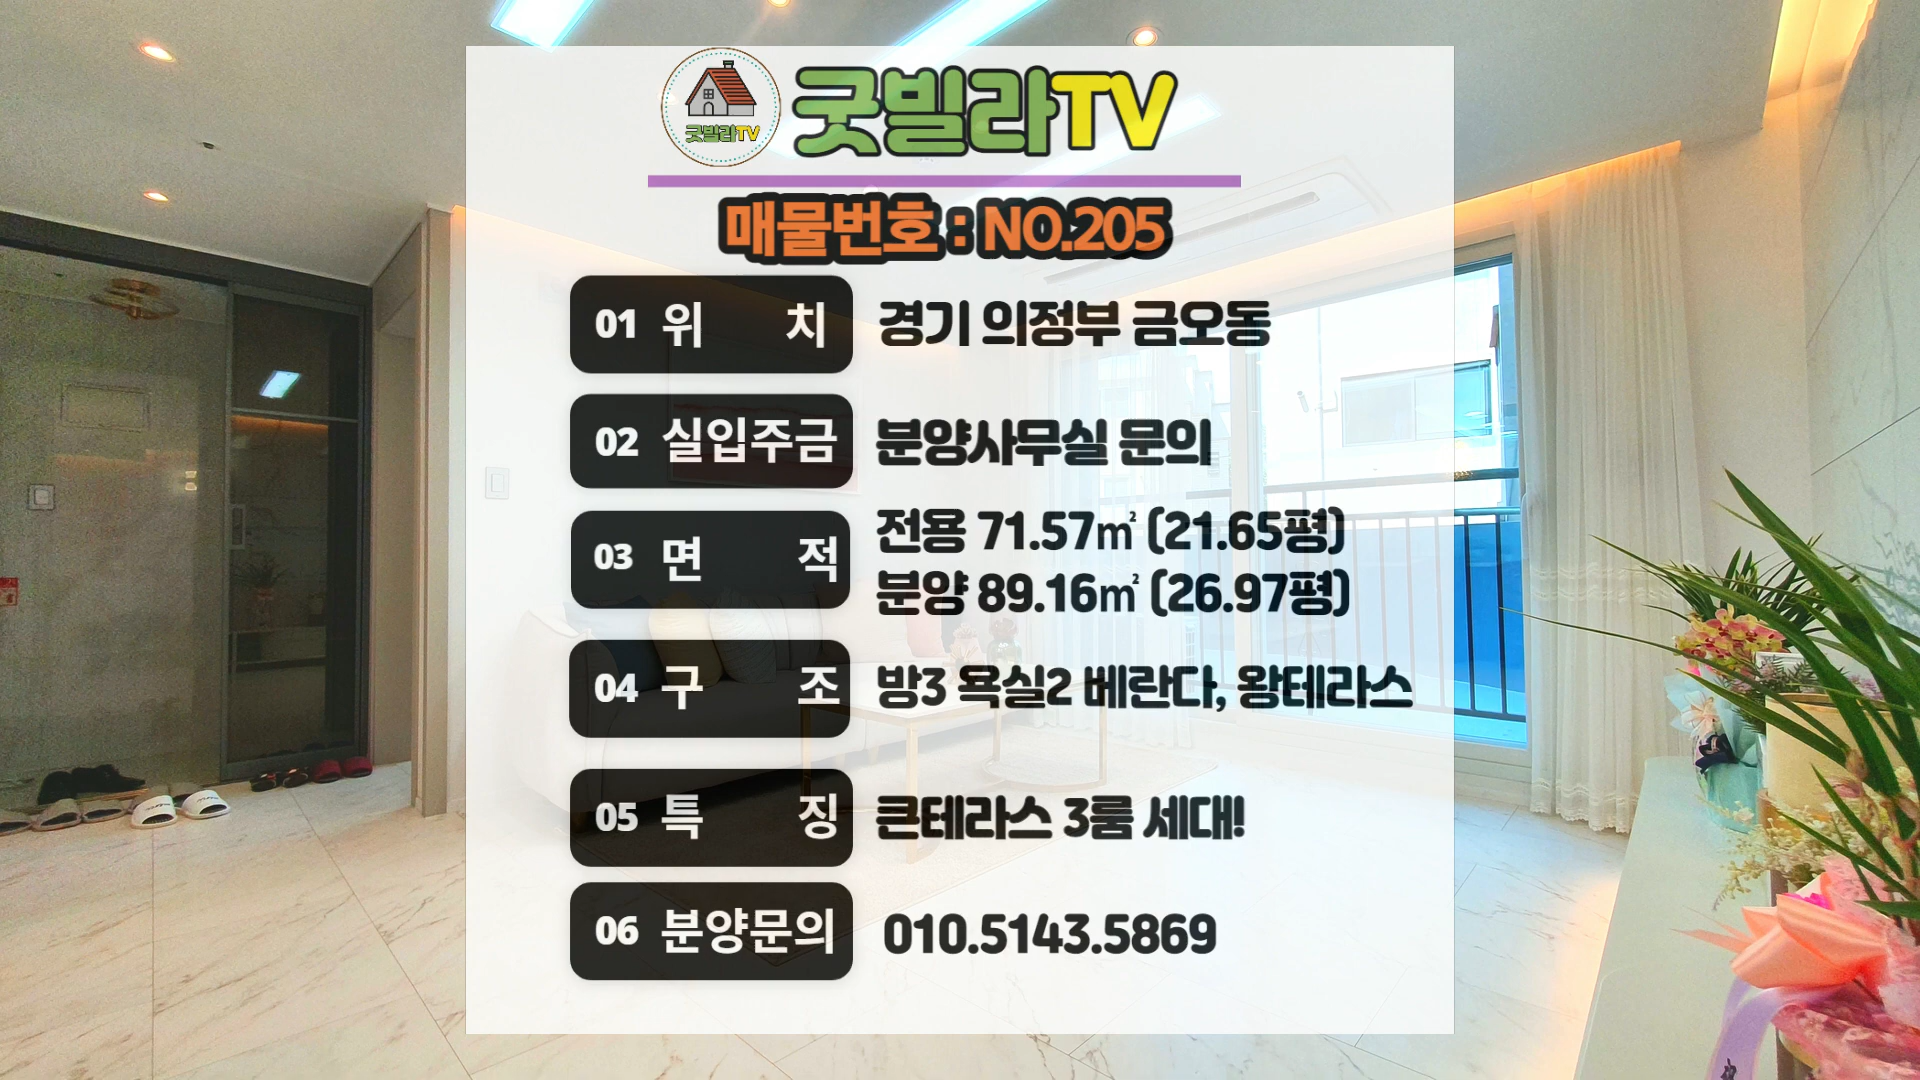 굿빌라TV
굿빌라TV
매물번호 : NO.205
01 위 치 경기 의정부 금오동
02 실입주금 분양사무실 문의
03 면 적 전용 71.57㎡ (21.65평)
분양 89.16㎡ (26.97평)
04 구 조 방3 욕실2 베란다, 왕테라스
05 특 징 큰테라스 3룸 세대!
06 분양문의 010.5143.5869